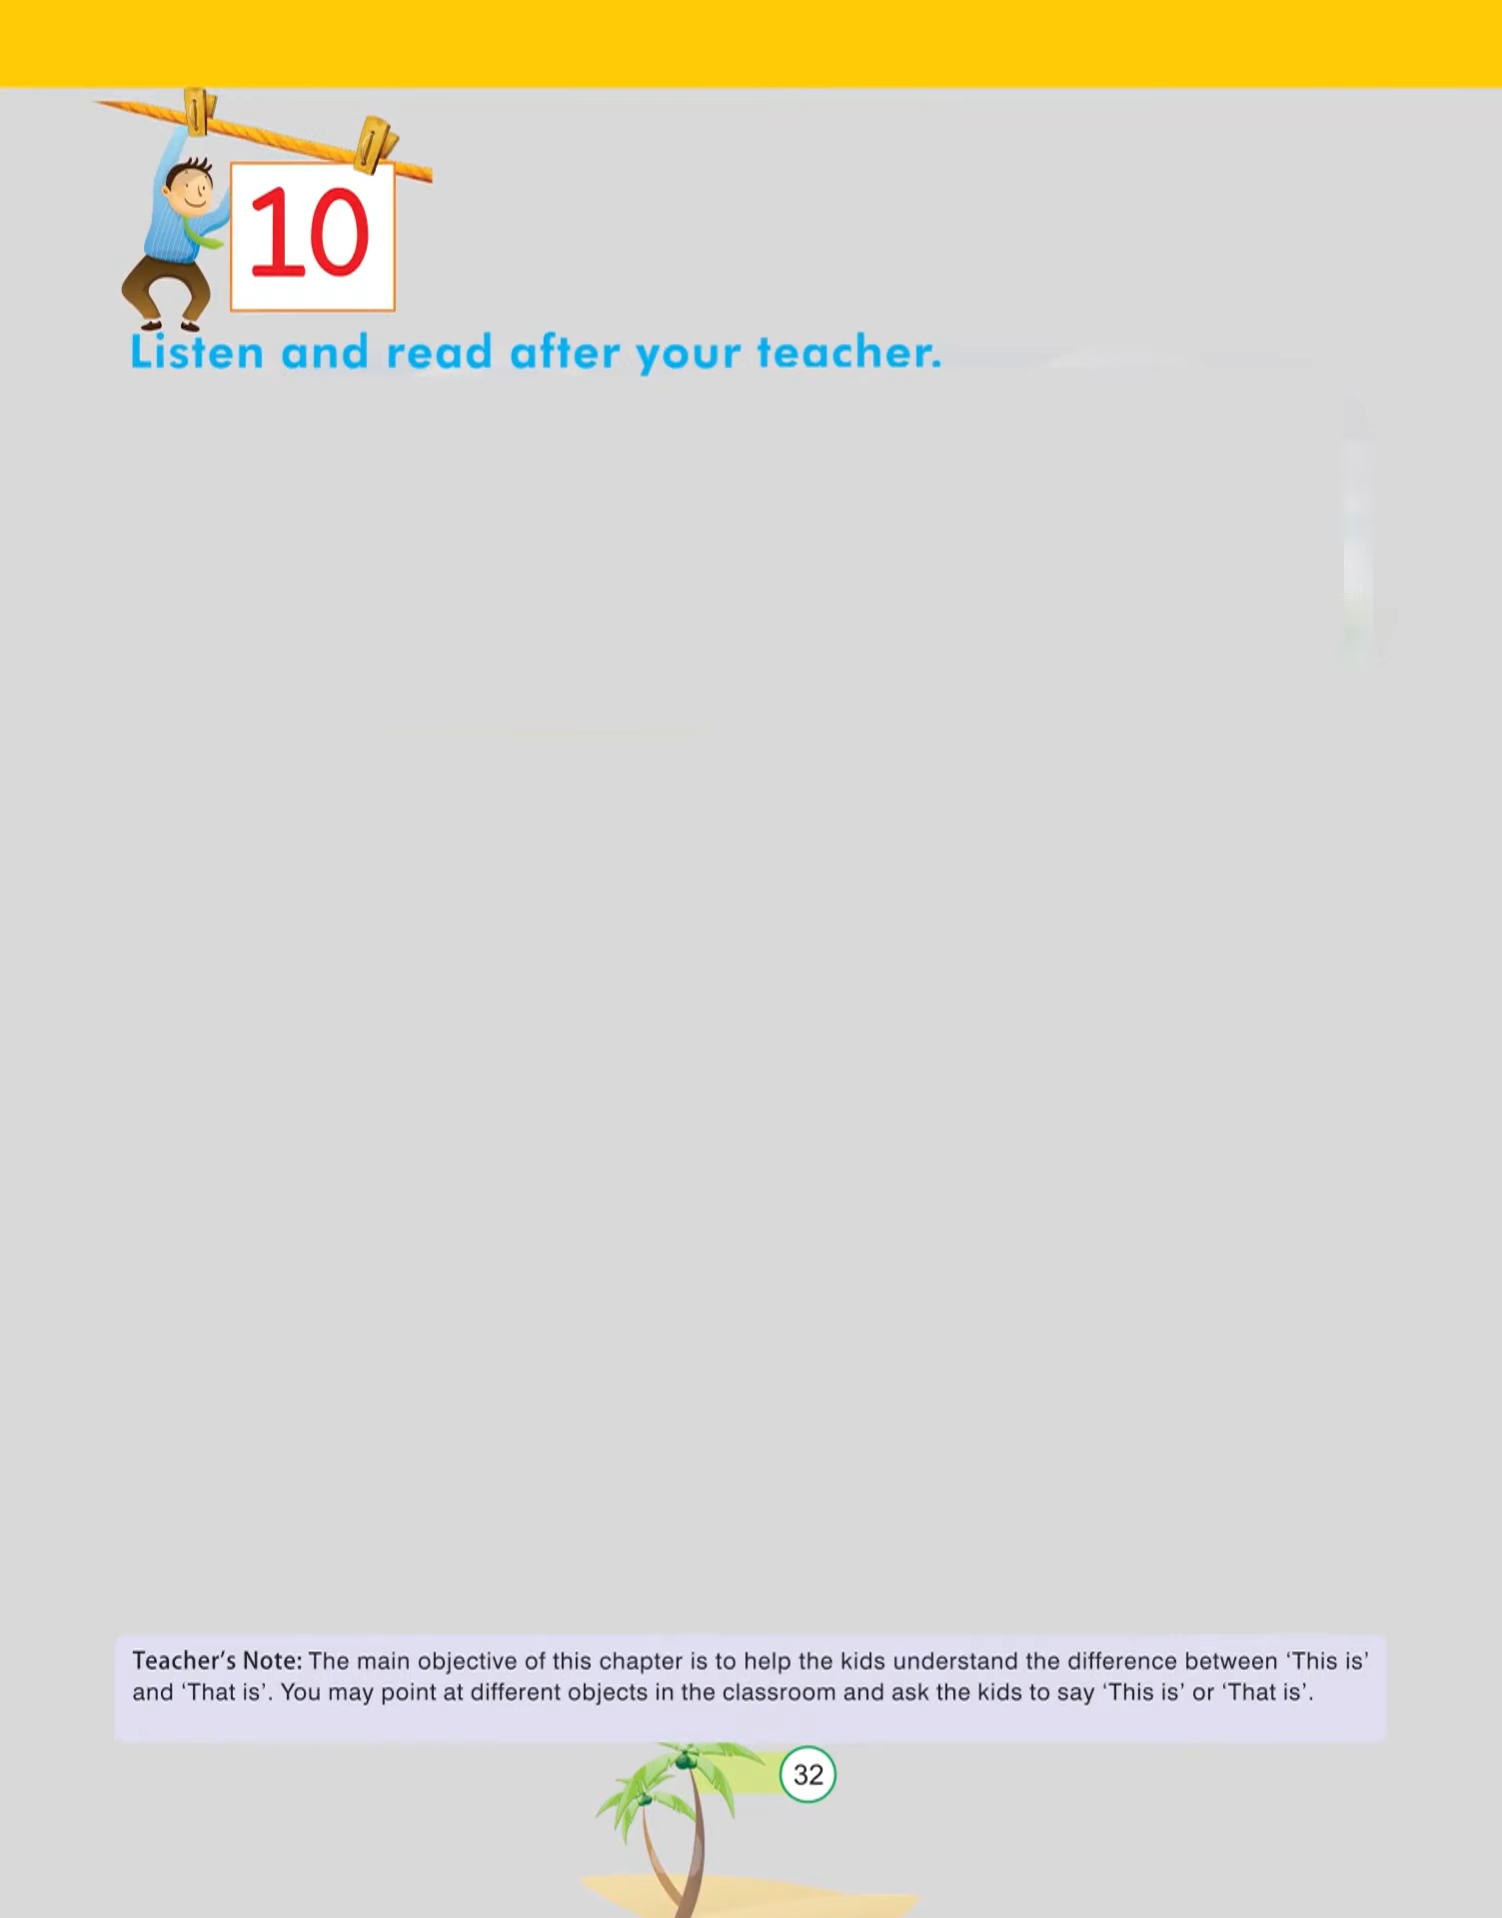 10
Listen and read after your teacher.
Teacher’s Note: The main objective of this chapter is to help the kids understand the difference between ‘This is’
and ‘That is’. You may point at different objects in the classroom and ask the kids to say ‘This is’ or ‘That is’.
32